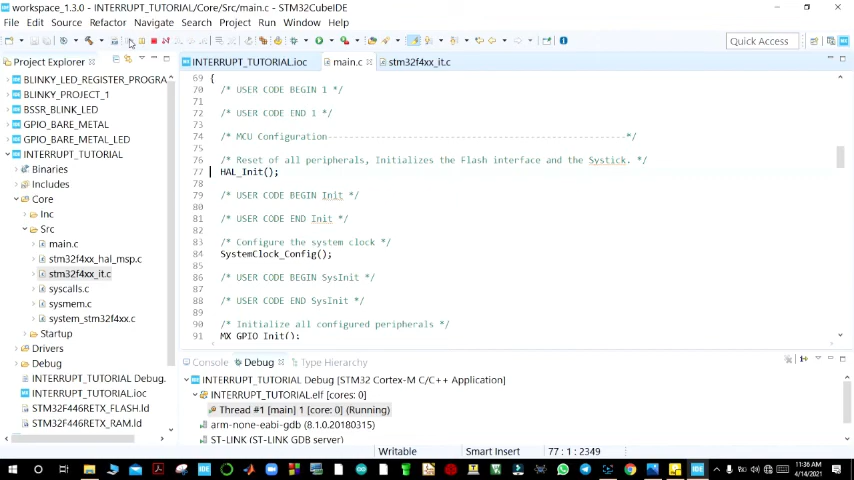 workspace_1.3.0 - INTERRUPT_TUTORIAL/Core/Src/main.c - STM32CubeIDE
File Edit Source Refactor Navigate Search Project Run Window Help
Quick Access
Project Explorer
BLINKY_LED_REGISTER_PROGRA
BLINKY_PROJECT_1
BSSR_BLINK_LED
GPIO_BARE_METAL
GPIO_BARE_METAL_LED
INTERRUPT_TUTORIAL
Binaries
Includes
Core
Inc
Src
main.c
stm32f4xx_hal_msp.c
stm32f4xx_it.c
syscalls.c
sysmem.c
system_stm32f4xx.c
Startup
Drivers
Debug
INTERRUPT_TUTORIAL Debug.
INTERRUPT_TUTORIAL.ioc
STM32F446RETX_FLASH.ld
STM32F446RETX_RAM.ld
INTERRUPT_TUTORIAL.ioc main.c stm32f4xx_it.c
69 {
70 /* USER CODE BEGIN 1 */
71
72 /* USER CODE END 1 */
73
74 /* MCU Configuration--------------------------------------------------------*/
75
76 /* Reset of all peripherals, Initializes the Flash interface and the Systick. */
77 HAL_Init();
78
79 /* USER CODE BEGIN Init */
80
81 /* USER CODE END Init */
82
83 /* Configure the system clock */
84 SystemClock_Config();
85
86 /* USER CODE BEGIN SysInit */
87
88 /* USER CODE END SysInit */
89
90 /* Initialize all configured peripherals */
91 MX_GPIO_Init();
Console Debug Type Hierarchy
INTERRUPT_TUTORIAL Debug [STM32 Cortex-M C/C++ Application]
INTERRUPT_TUTORIAL.elf [cores: 0]
Thread #1 [main] 1 [core: 0] (Running)
arm-none-eabi-gdb (8.1.0.20180315)
ST-LINK (ST-LINK GDB server)
Writable Smart Insert 77 : 1 : 2349
11:36 AM
4/14/2021